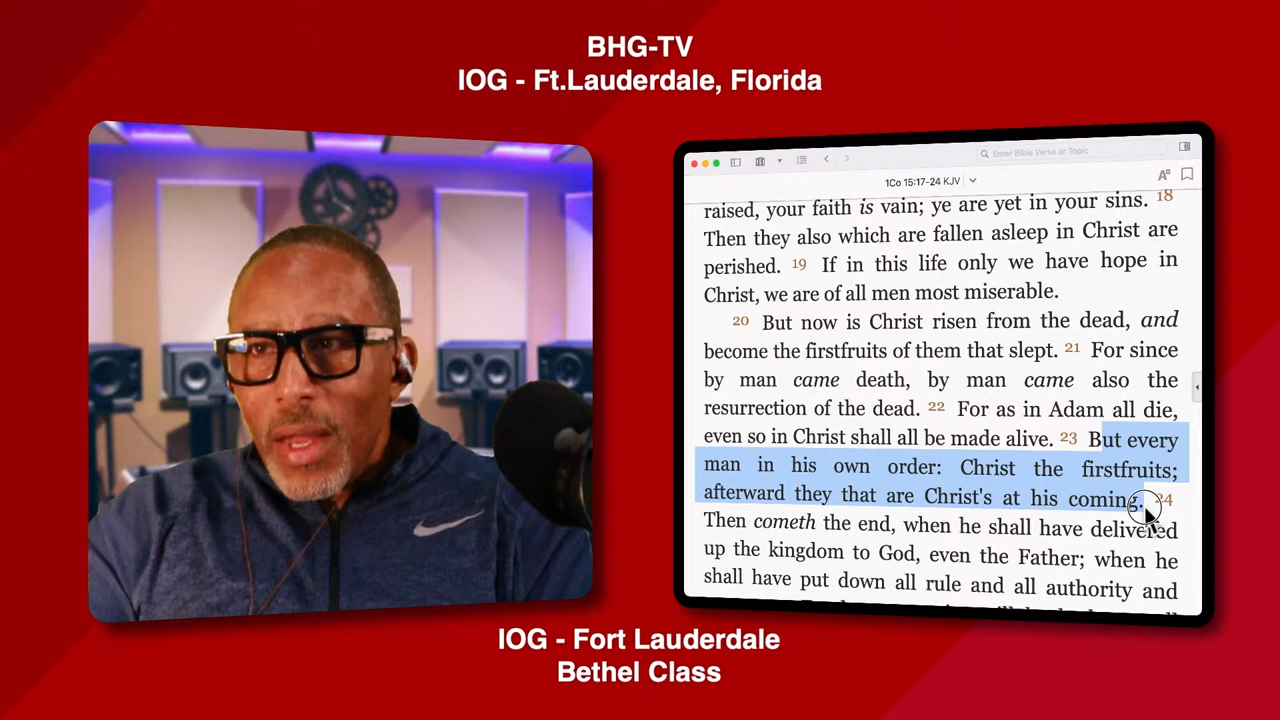 BHG-TV
IOG - Ft.Lauderdale, Florida
Enter Bible Verse or Topic
1Co 15:17-24 KJV
raised, your faith is vain; ye are yet in your sins. 18
Then they also which are fallen asleep in Christ are
perished. 19 If in this life only we have hope in
Christ, we are of all men most miserable.
20 But now is Christ risen from the dead, and
become the firstfruits of them that slept. 21 For since
by man came death, by man came also the
resurrection of the dead. 22 For as in Adam all die,
even so in Christ shall all be made alive. 23 But every
man in his own order: Christ the firstfruits;
afterward they that are Christ's at his coming. 24
Then cometh the end, when he shall have delivered
up the kingdom to God, even the Father; when he
shall have put down all rule and all authority and
IOG - Fort Lauderdale
Bethel Class